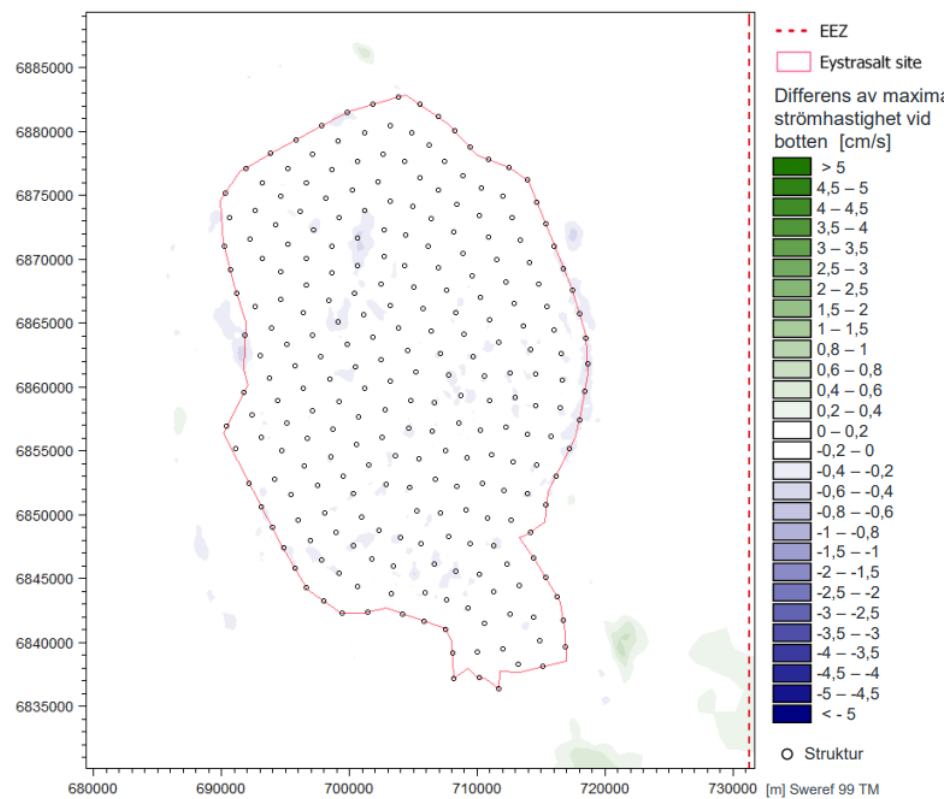 6885000
6880000
6875000
6870000
6865000
6860000
6855000
6850000
6845000
6840000
6835000
680000 690000 700000 710000 720000 730000
[m] Sweref 99 TM
EEZ
Eystrasalt site
Differens av maxima
strömhastighet vid
botten [cm/s]
> 5
4,5 – 5
4 – 4,5
3,5 – 4
3 – 3,5
2,5 – 3
2 – 2,5
1,5 – 2
1 – 1,5
0,8 – 1
0,6 – 0,8
0,4 – 0,6
0,2 – 0,4
0 – 0,2
-0,2 – 0
-0,4 – -0,2
-0,6 – -0,4
-0,8 – -0,6
-1 – -0,8
-1,5 – -1
-2 – -1,5
-2,5 – -2
-3 – -2,5
-3,5 – -3
-4 – -3,5
-4,5 – -4
-5 – -4,5
< - 5
Struktur